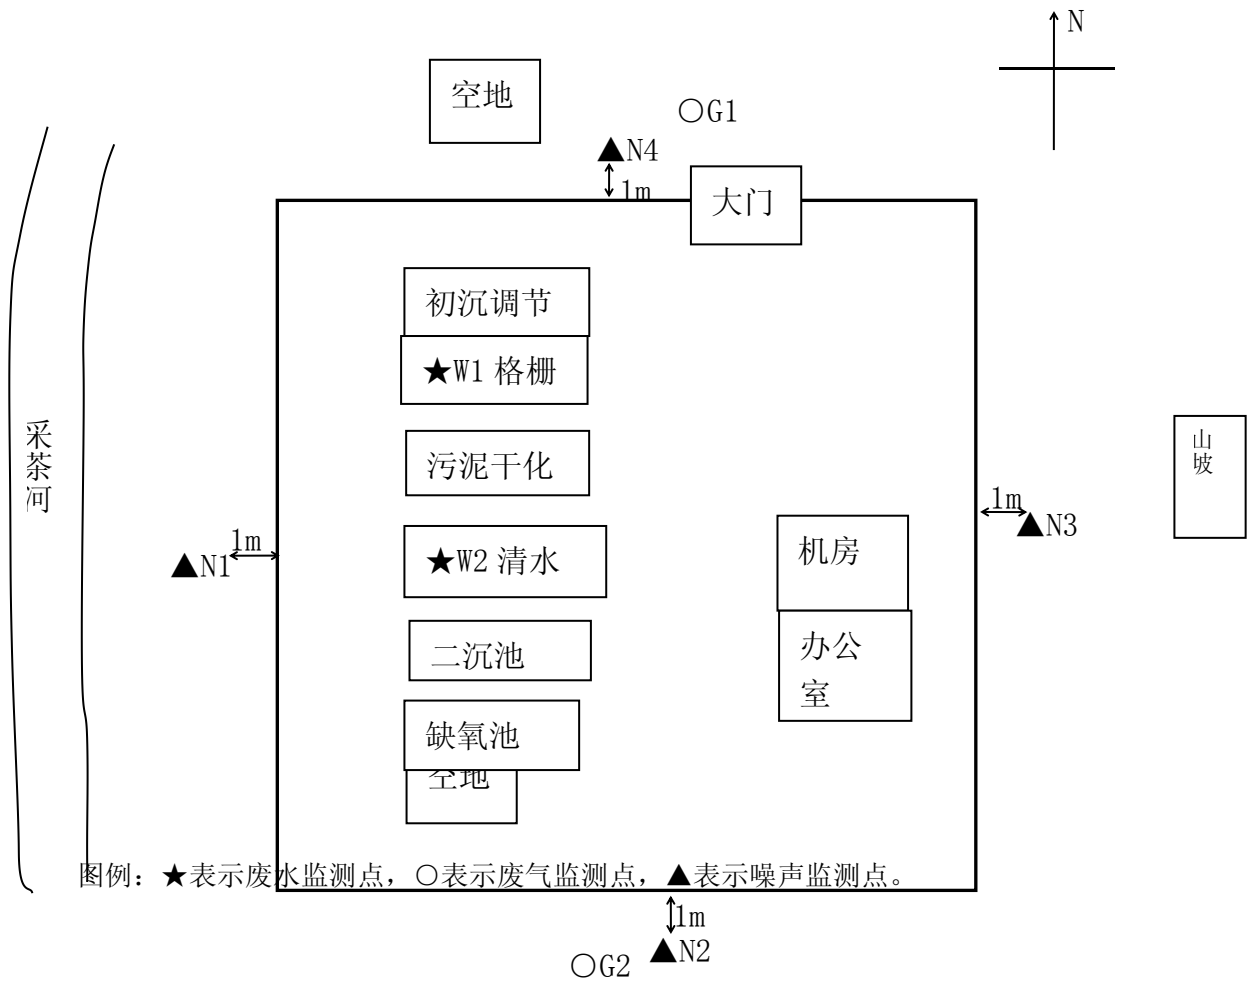 N
空地
○G1
▲N4
1m
大门
初沉调节
★W1 格栅
采茶河
污泥干化
山坡
1m
▲N3
1m
▲N1
★W2 清水
机房
二沉池
办公
室
缺氧池
空地
图例：★表示废水监测点，○表示废气监测点，▲表示噪声监测点。
1m
▲N2
○G2